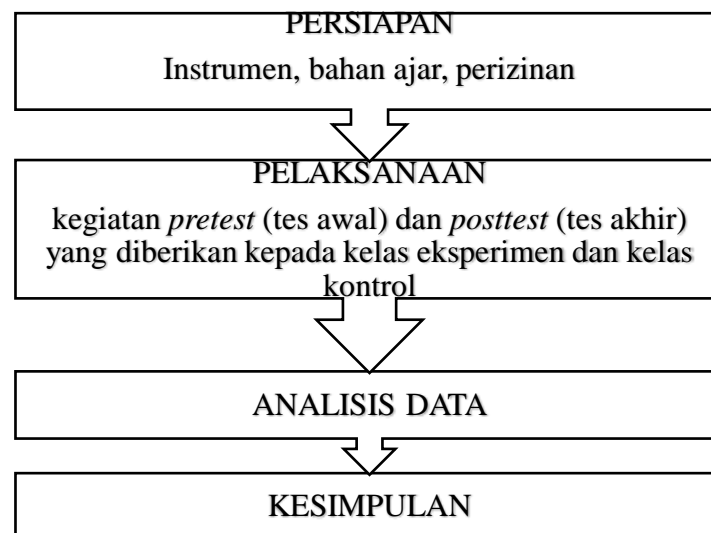 PERSIAPAN
Instrumen, bahan ajar, perizinan
PELAKSANAAN
kegiatan pretest (tes awal) dan posttest (tes akhir)
yang diberikan kepada kelas eksperimen dan kelas
kontrol
ANALISIS DATA
KESIMPULAN